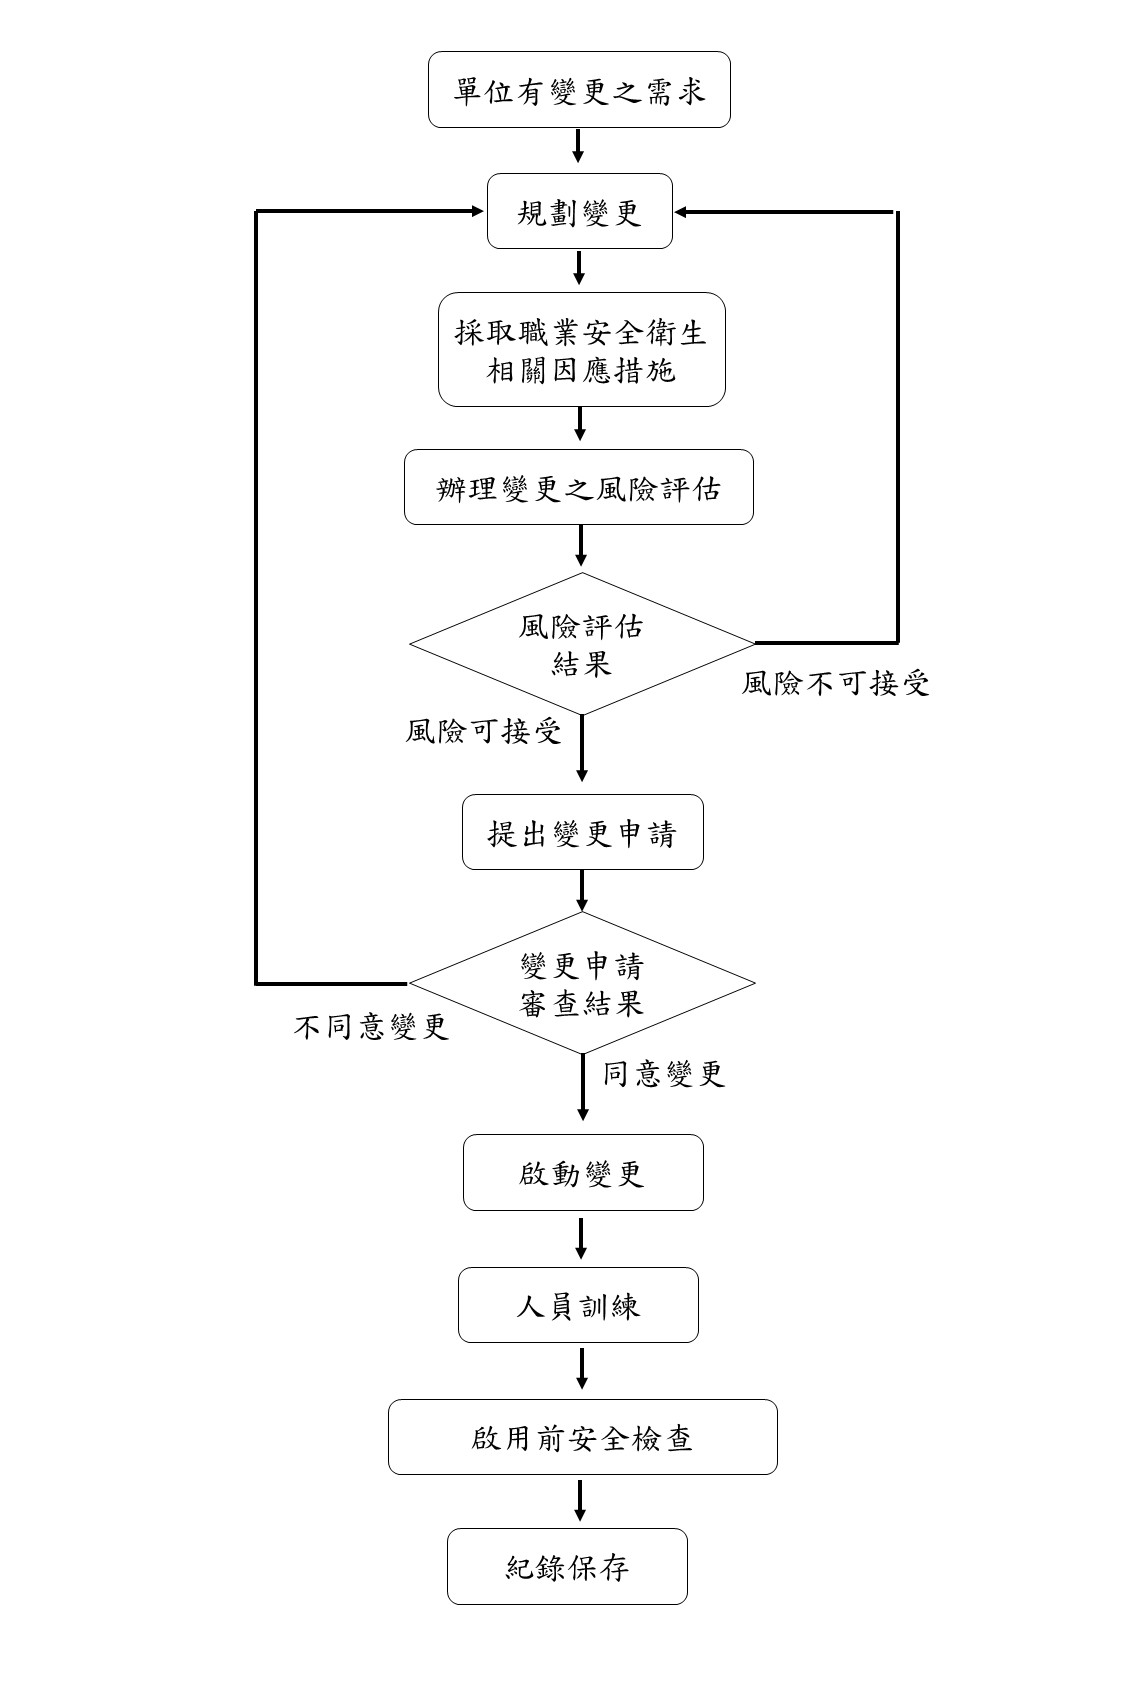 單位有變更之需求
規劃變更
採取職業安全衛生
相關因應措施
辦理變更之風險評估
風險評估
結果
風險不可接受
風險可接受
提出變更申請
變更申請
審查結果
不同意變更
同意變更
啟動變更
人員訓練
啟用前安全檢查
紀錄保存